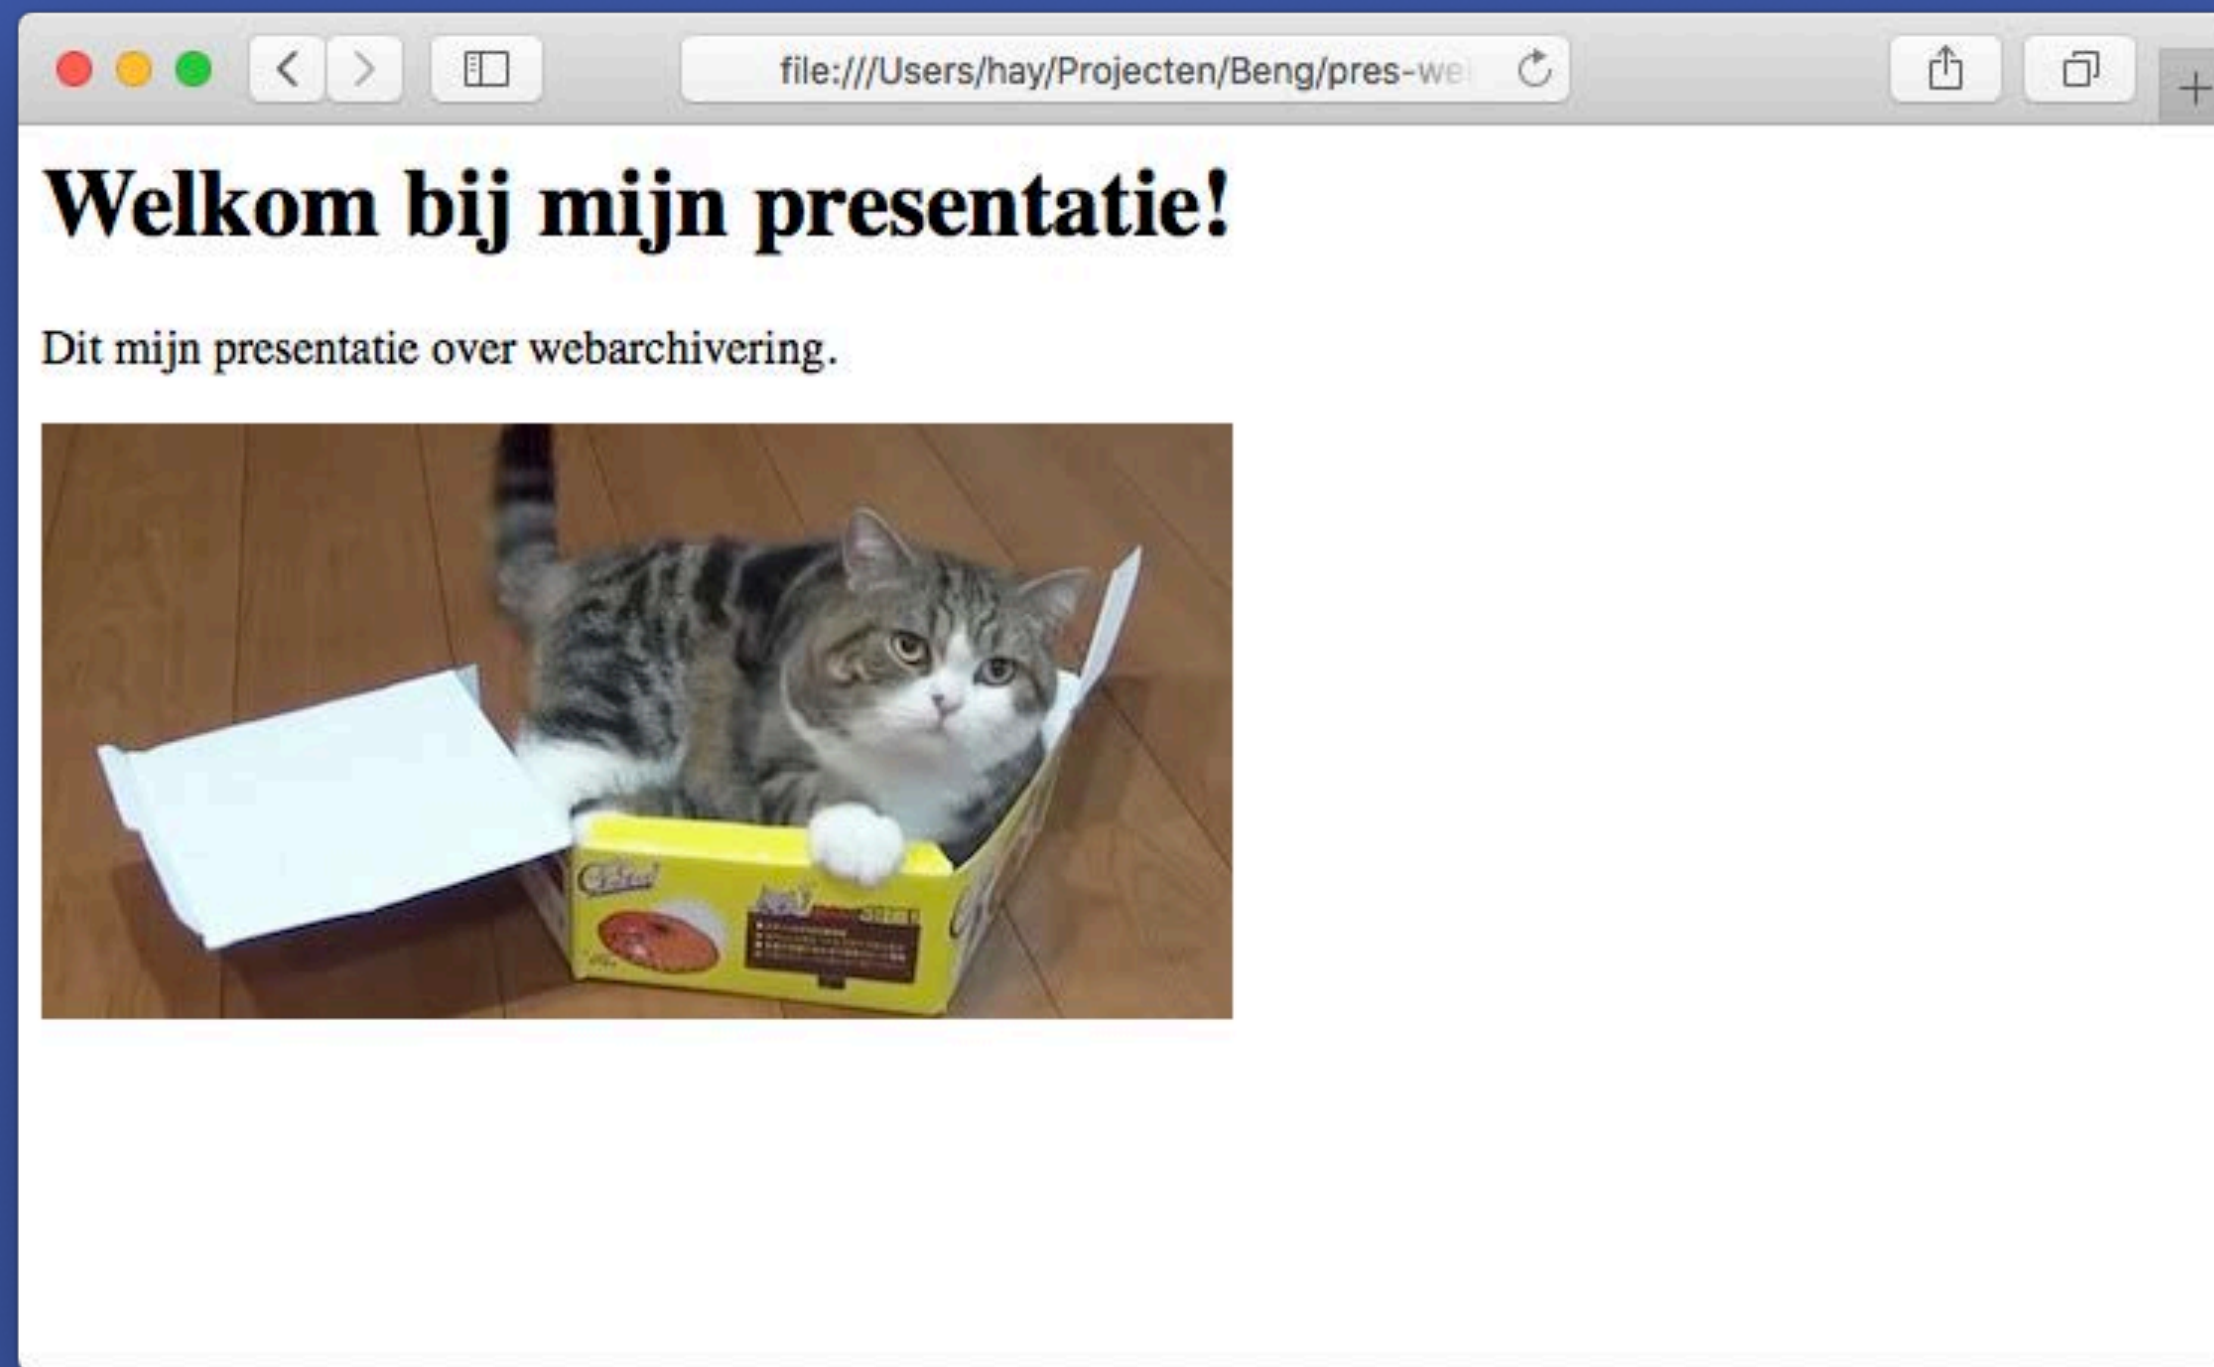 file:///Users/hay/Projecten/Beng/pres-we
Welkom bij mijn presentatie!
Dit mijn presentatie over webarchivering.